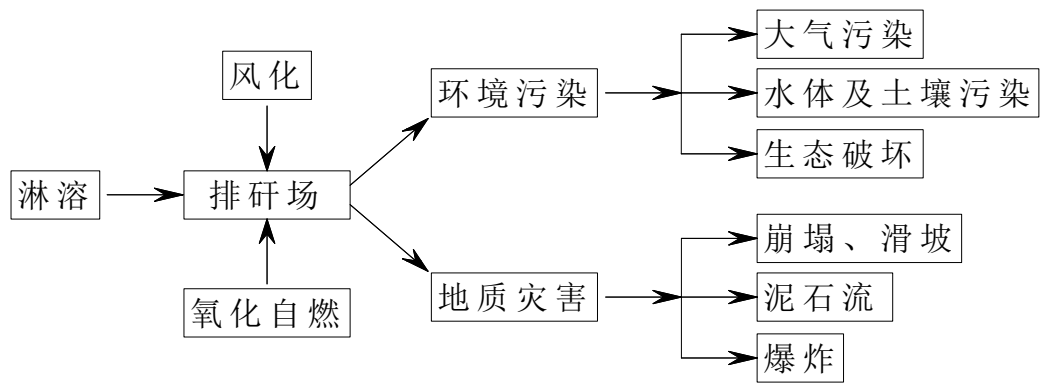 大气污染
风化
环境污染
水体及土壤污染
生态破坏
淋溶
排矸场
崩塌、滑坡
氧化自燃
地质灾害
泥石流
爆炸